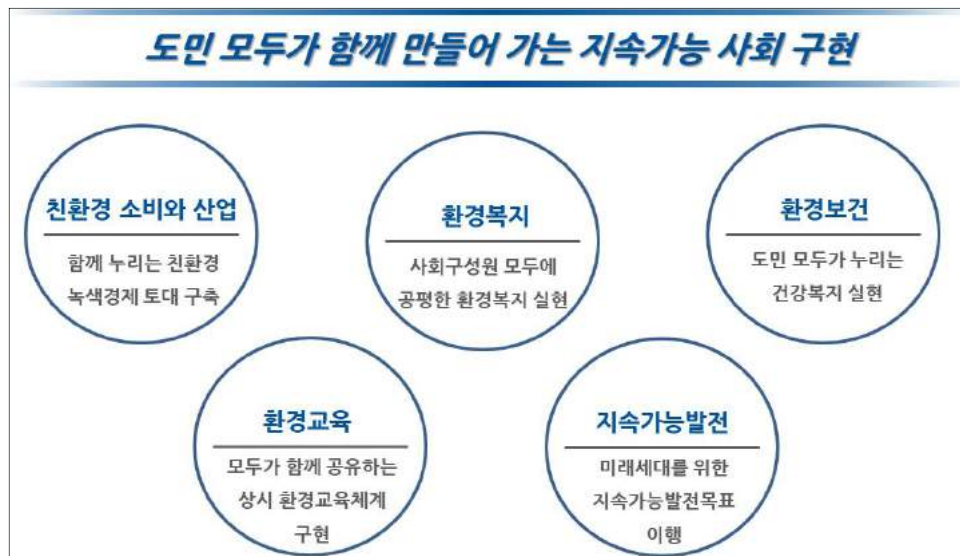 도민 모두가 함께 만들어 가는 지속가능 사회 구현
친환경 소비와 산업
함께 누리는 친환경
녹색경제 토대 구축
환경복지
사회구성원 모두에
공평한 환경복지 실현
환경보건
도민 모두가 누리는
건강복지 실현
환경교육
모두가 함께 공유하는
상시 환경교육체계
구현
지속가능발전
미래세대를 위한
지속가능발전목표
이행